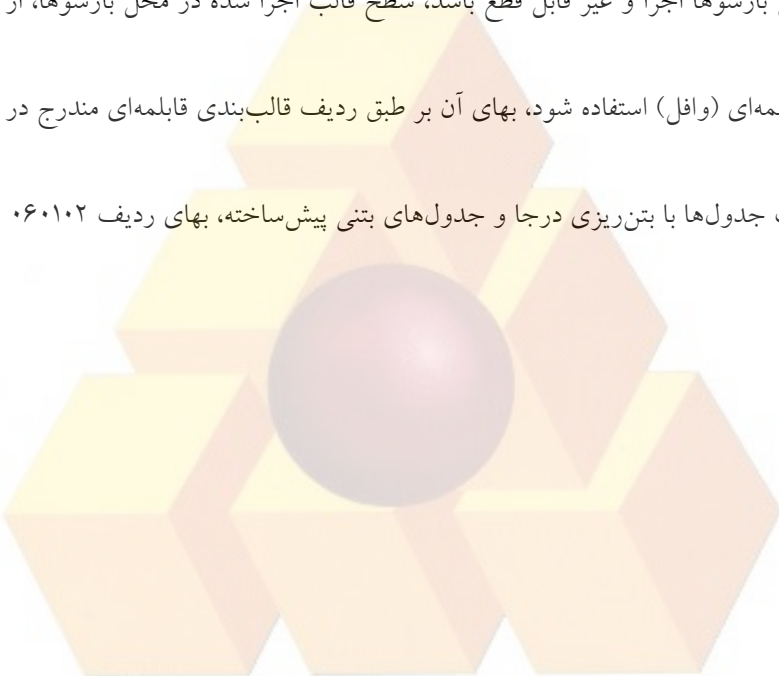 بازشوها اجرا و غیر قابل قطع باشد، سطح قالب اجرا شده در محل بازشوها، از
مه‌ای (وافل) استفاده شود، بهای آن بر طبق ردیف قالب‌بندی قابلمه‌ای مندرج در
جدول‌ها با بتن‌ریزی درجا و جدول‌های بتنی پیش‌ساخته، بهای ردیف ۰۶۰۱۰۲